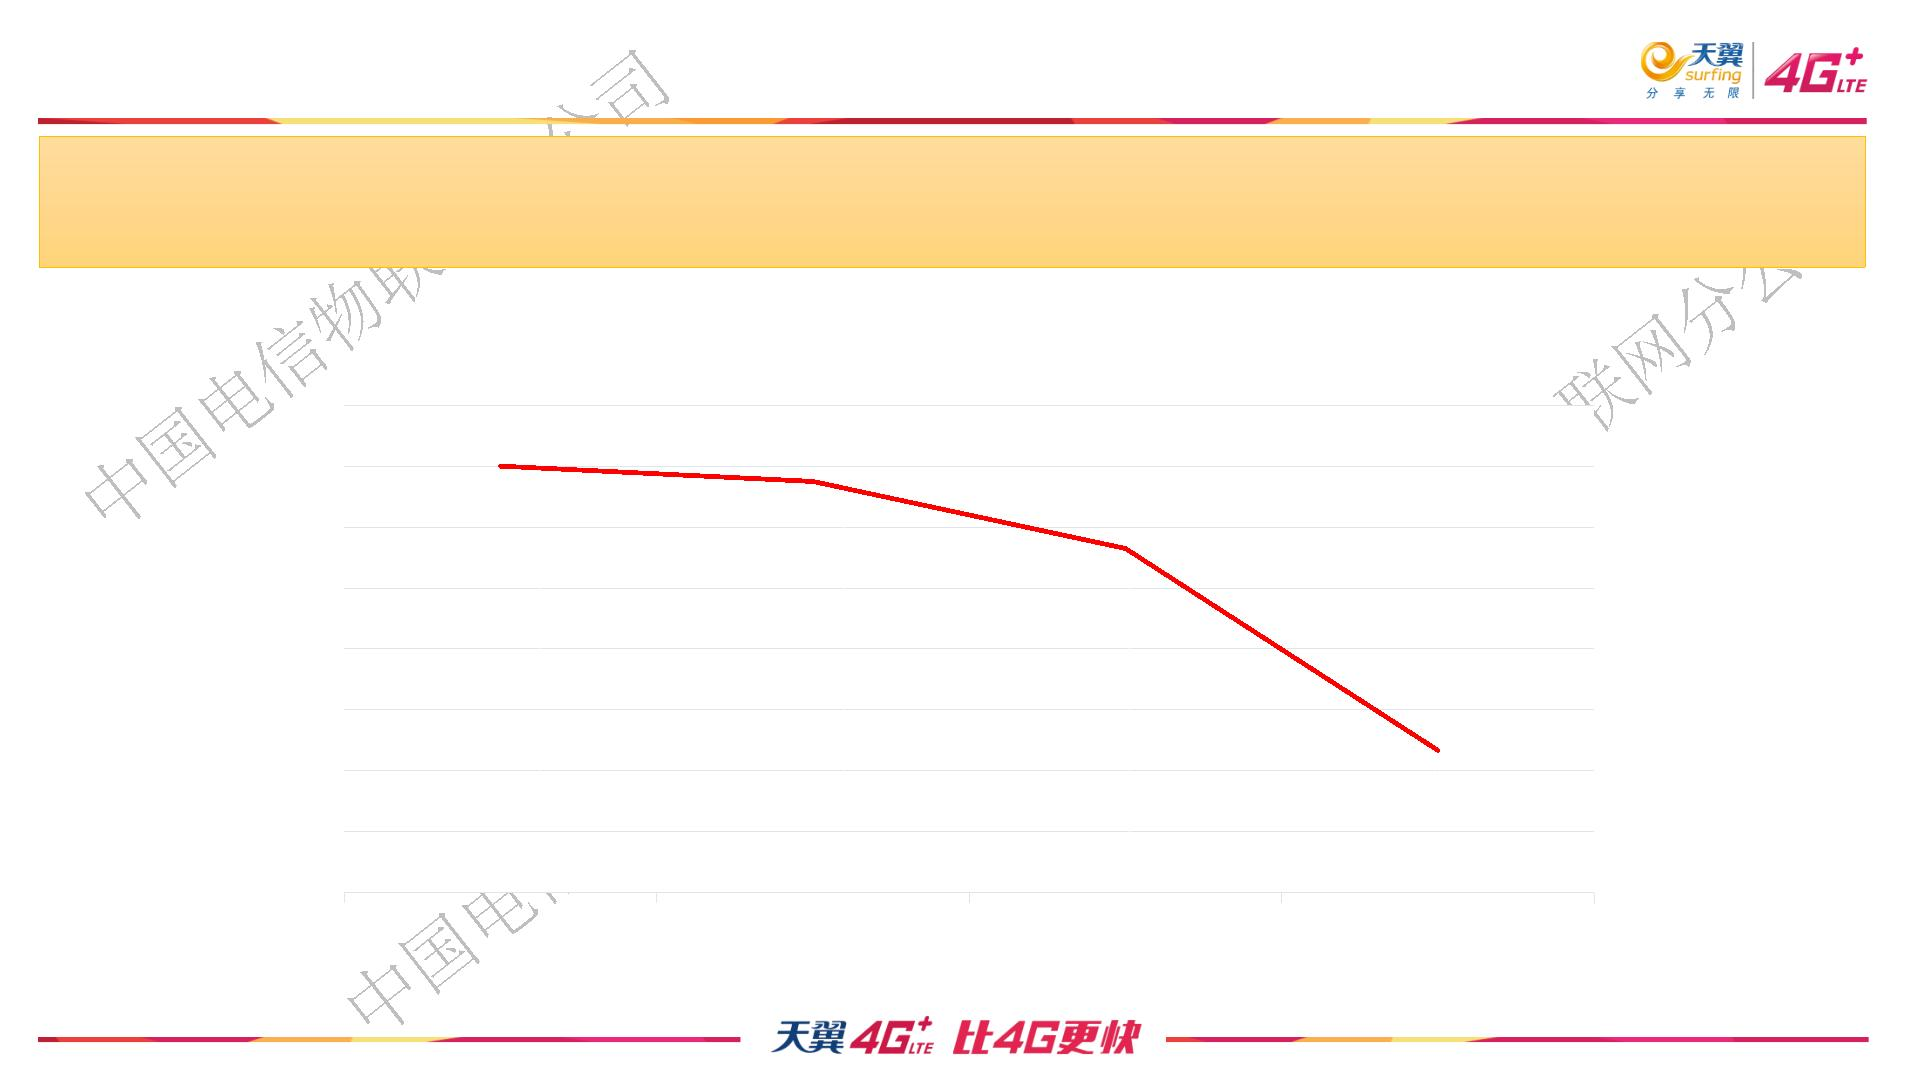 天翼
surfing
分享无限
4G+
LTE
公司
中国电信物联
联网分公
中国电
天翼4G+
LTE
比4G更快